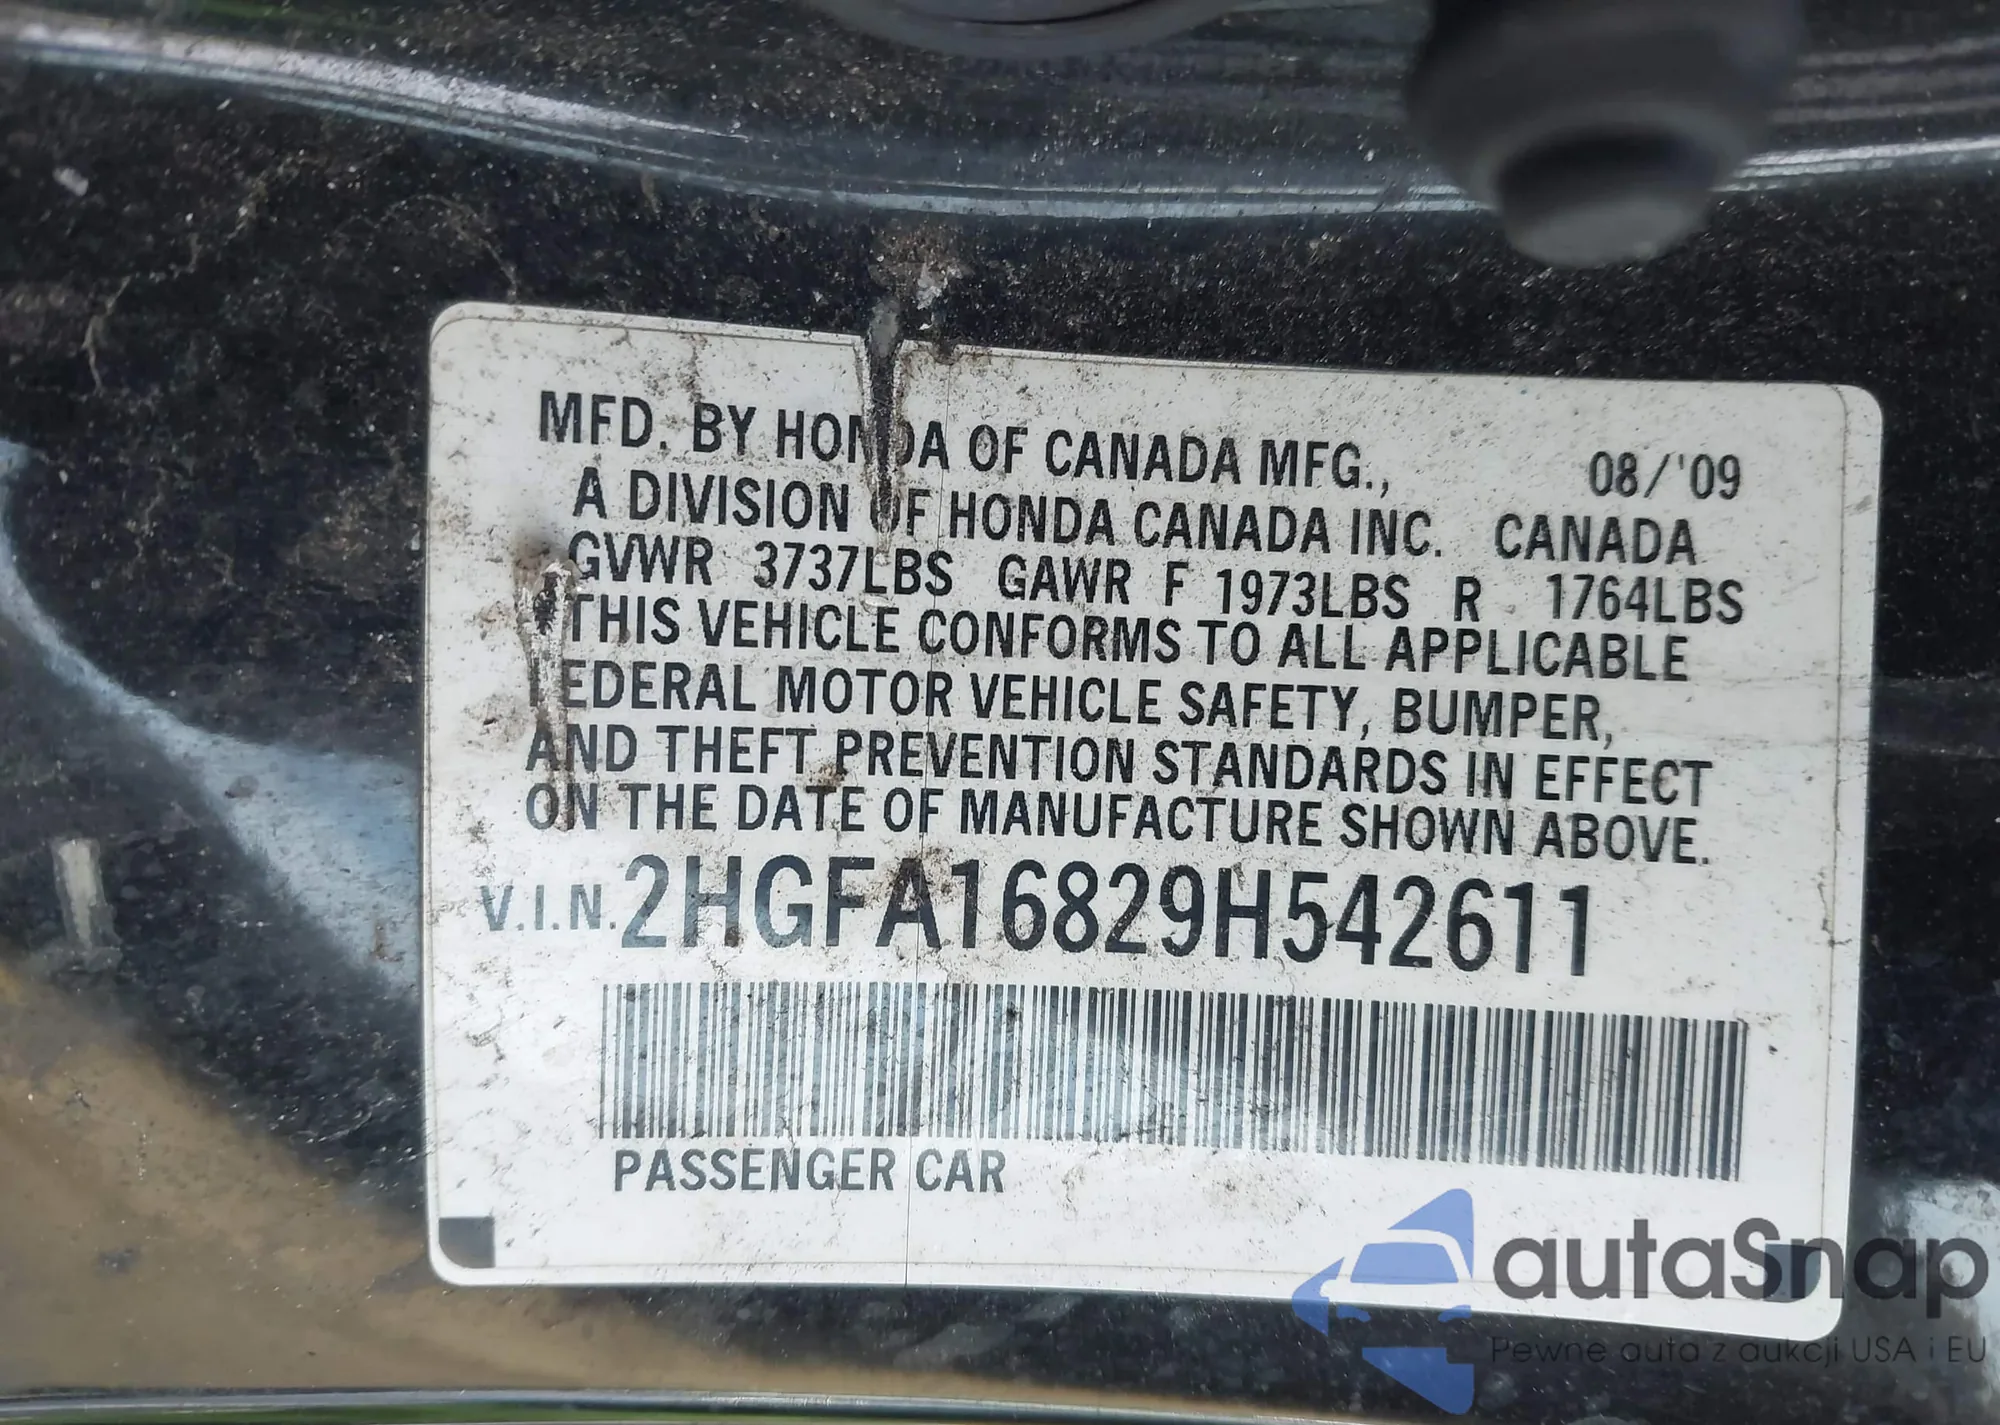 MFD. BY HONDA OF CANADA MFG., 08/'09
A DIVISION OF HONDA CANADA INC. CANADA
GVWR 3737LBS GAWR F 1973LBS R 1764LBS
THIS VEHICLE CONFORMS TO ALL APPLICABLE
FEDERAL MOTOR VEHICLE SAFETY, BUMPER,
AND THEFT PREVENTION STANDARDS IN EFFECT
ON THE DATE OF MANUFACTURE SHOWN ABOVE.
V.I.N. 2HGFA16829H542611
PASSENGER CAR
autaSnap
Pewne auta z aukcji USA i EU